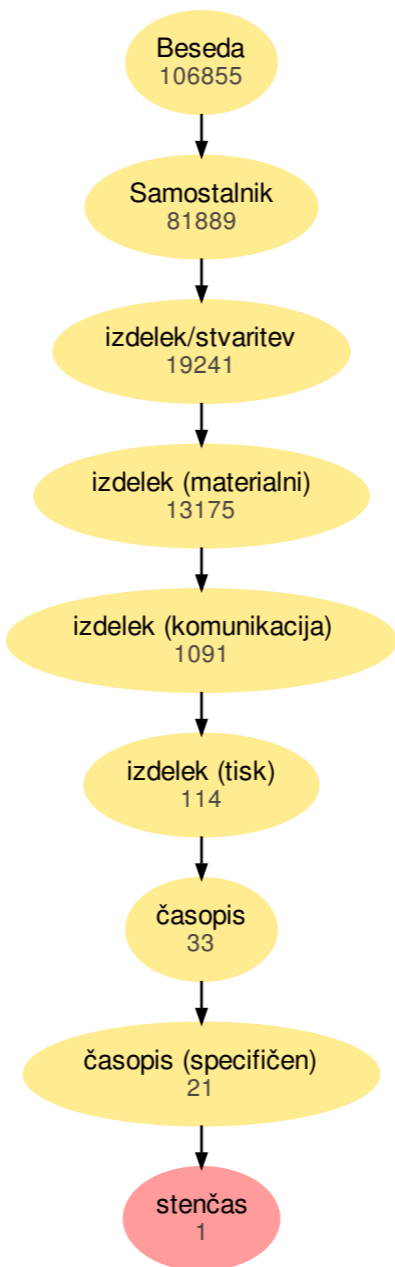 Beseda
106855
Samostalnik
81889
izdelek/stvaritev
19241
izdelek (materialni)
13175
izdelek (komunikacija)
1091
izdelek (tisk)
114
časopis
33
časopis (specifičen)
21
stenčas
1